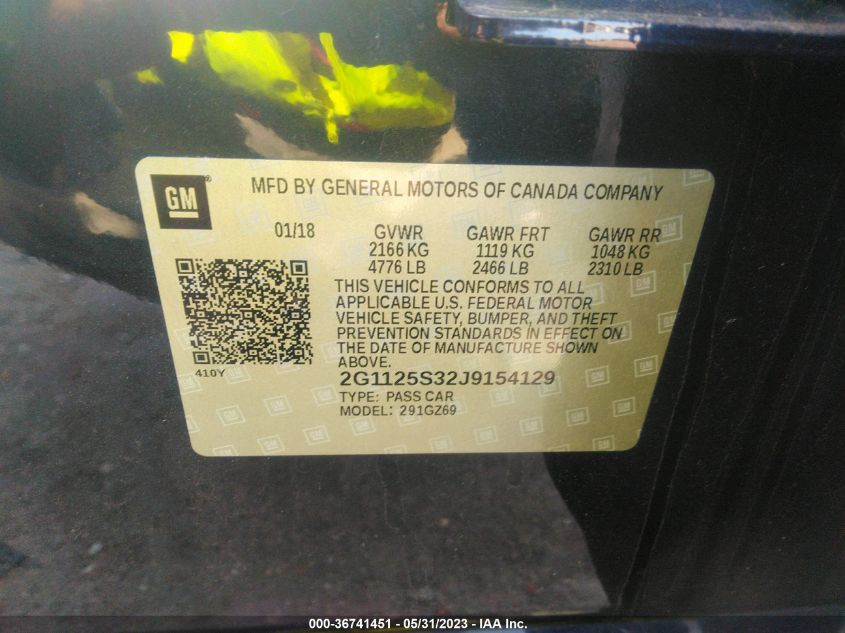 GM ®
MFD BY GENERAL MOTORS OF CANADA COMPANY
01/18 GVWR GAWR FRT GAWR RR
2166 KG 1119 KG 1048 KG
4776 LB 2466 LB 2310 LB
THIS VEHICLE CONFORMS TO ALL
APPLICABLE U.S. FEDERAL MOTOR
VEHICLE SAFETY, BUMPER, AND THEFT
PREVENTION STANDARDS IN EFFECT ON
THE DATE OF MANUFACTURE SHOWN
ABOVE.
410Y
2G1125S32J9154129
TYPE: PASS CAR
MODEL: 291GZ69
000-36741451 - 05/31/2023 - IAA Inc.